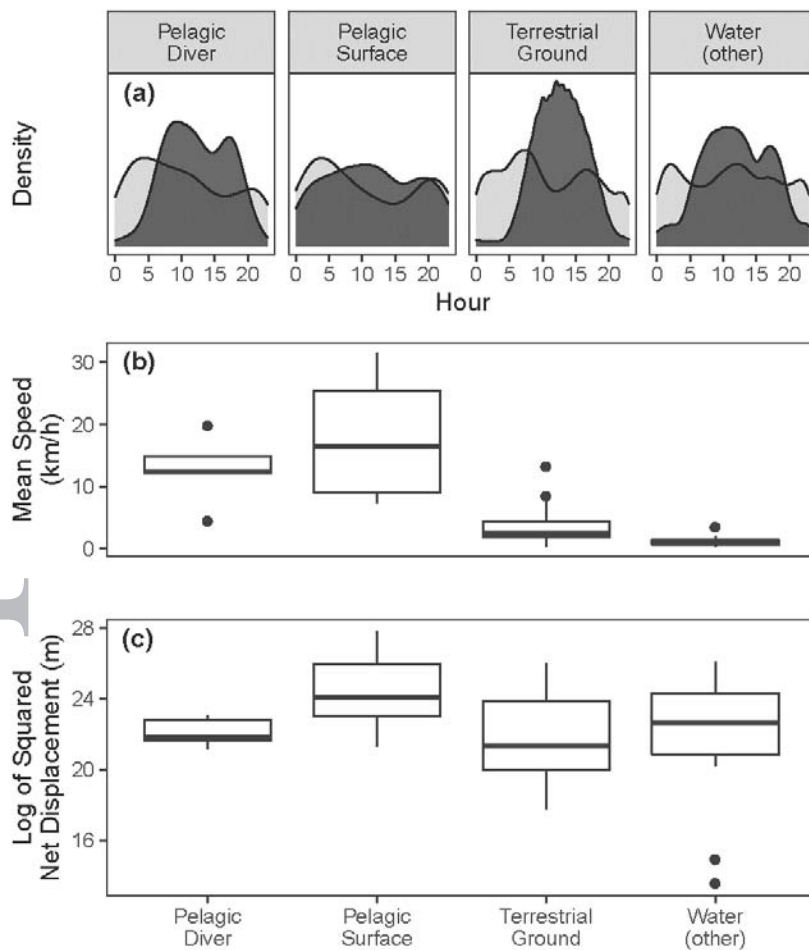 Pelagic Diver
Pelagic Surface
Terrestrial Ground
Water (other)
(a)
Density
0 5 10 15 20
0 5 10 15 20
0 5 10 15 20
0 5 10 15 20
Hour
(b)
Mean Speed
(km/h)
30
20
10
0
(c)
Log of Squared
Net Displacement (m)
28
24
20
16
Pelagic Diver
Pelagic Surface
Terrestrial Ground
Water (other)